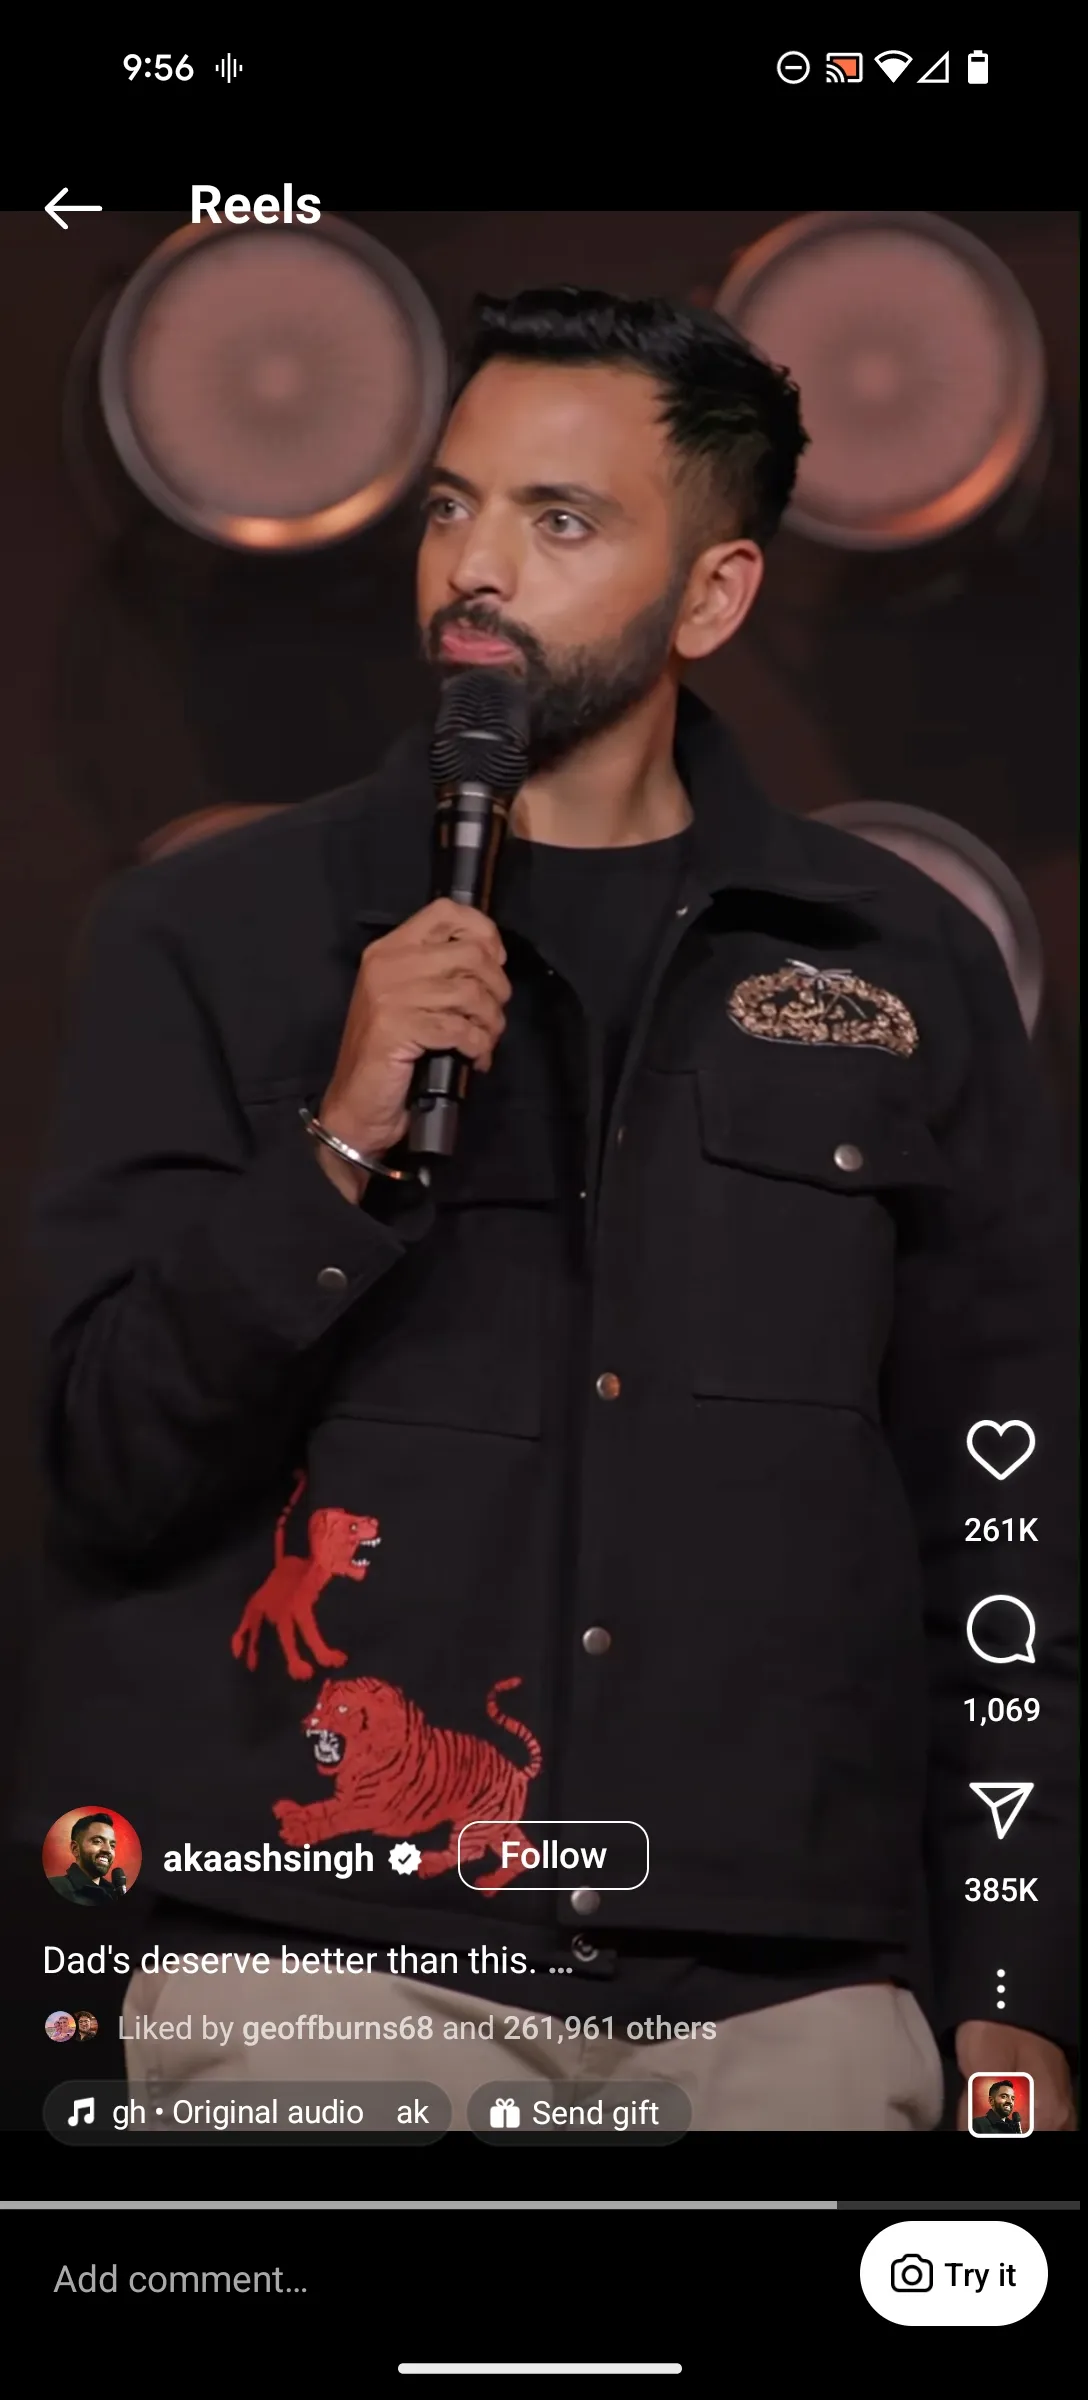 9:56
Reels
261K
1,069
385K
akaashsingh
Follow
Dad's deserve better than this. ...
Liked by geoffburns68 and 261,961 others
gh • Original audio ak
Send gift
Add comment...
Try it